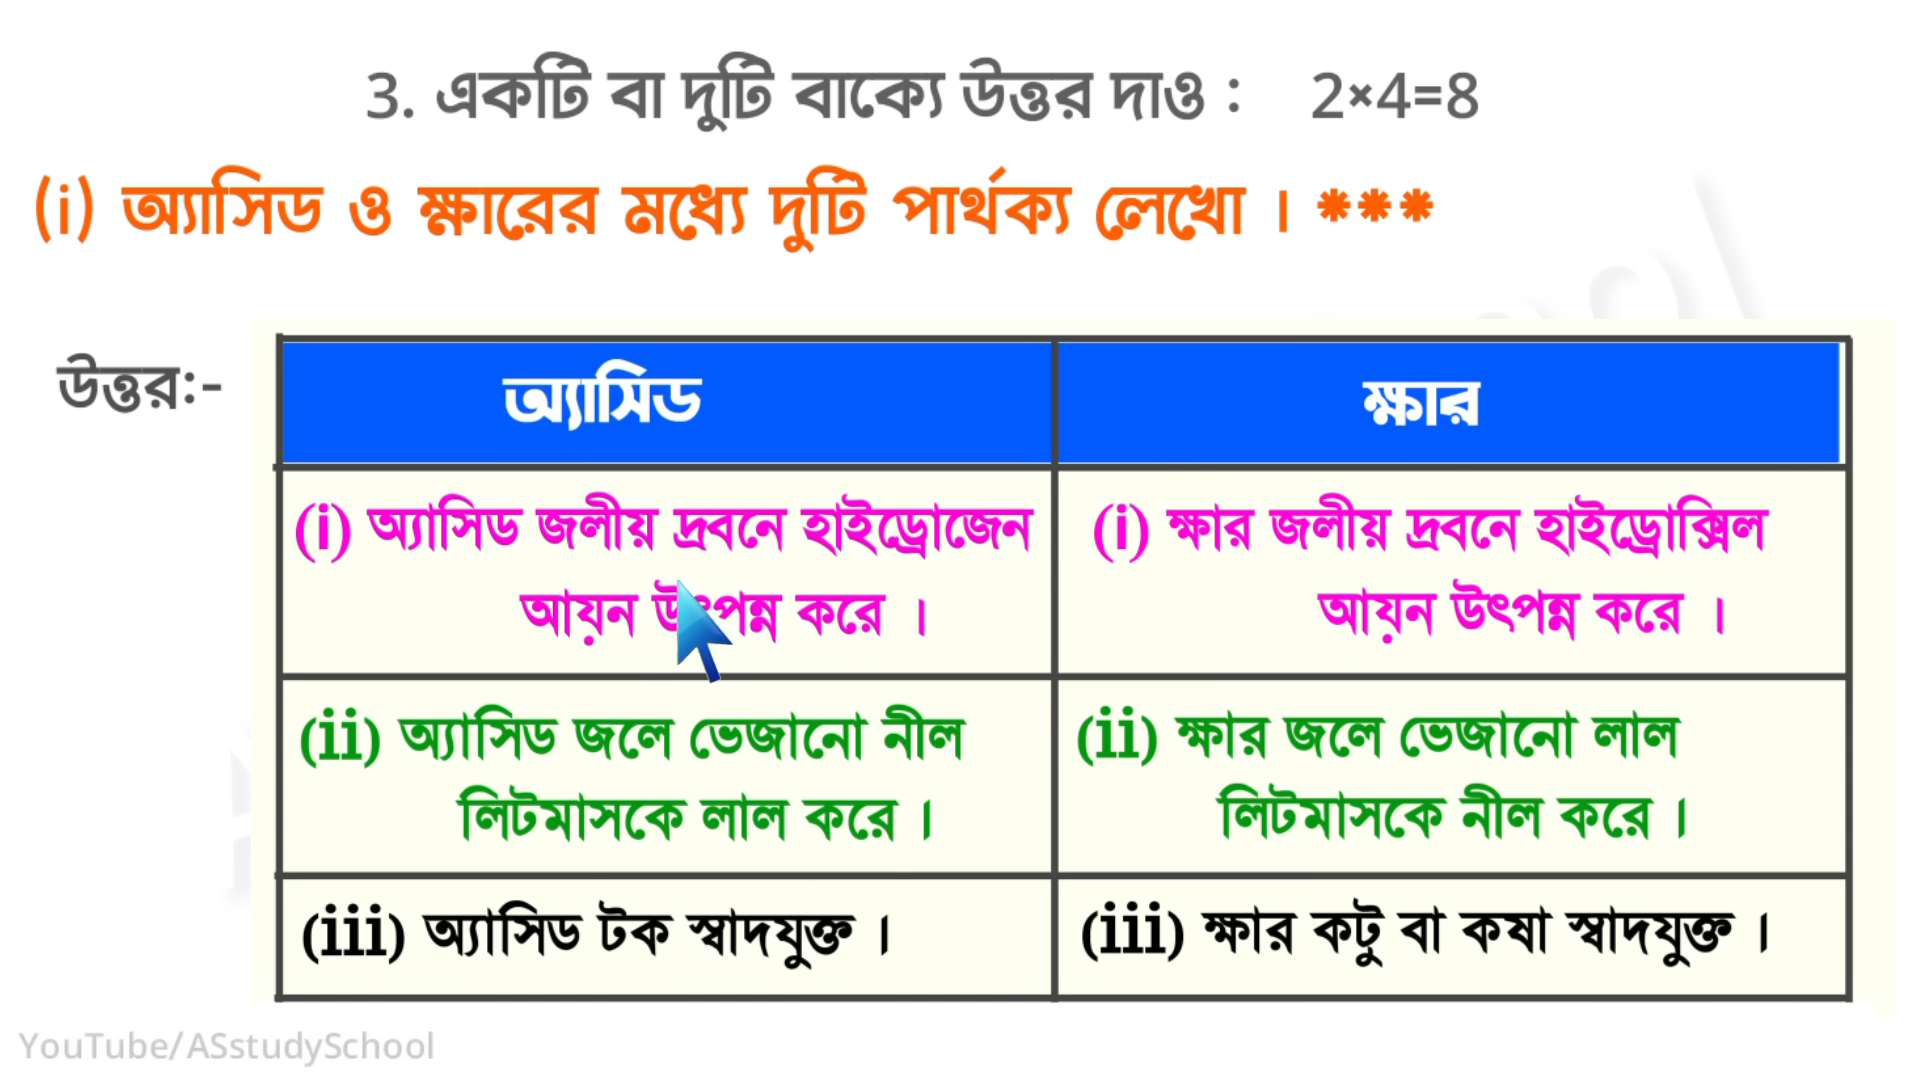 3. একটি বা দুটি বাক্যে উত্তর দাও : 2×4=8
(i) অ্যাসিড ও ক্ষারের মধ্যে দুটি পার্থক্য লেখো । ***
উত্তর:-
অ্যাসিড
ক্ষার
(i) অ্যাসিড জলীয় দ্রবনে হাইড্রোজেন
আয়ন উৎপন্ন করে ।
(i) ক্ষার জলীয় দ্রবনে হাইড্রোক্সিল
আয়ন উৎপন্ন করে ।
(ii) অ্যাসিড জলে ভেজানো নীল
লিটমাসকে লাল করে ।
(ii) ক্ষার জলে ভেজানো লাল
লিটমাসকে নীল করে ।
(iii) অ্যাসিড টক স্বাদযুক্ত ।
(iii) ক্ষার কটু বা কষা স্বাদযুক্ত ।
YouTube/ASstudySchool